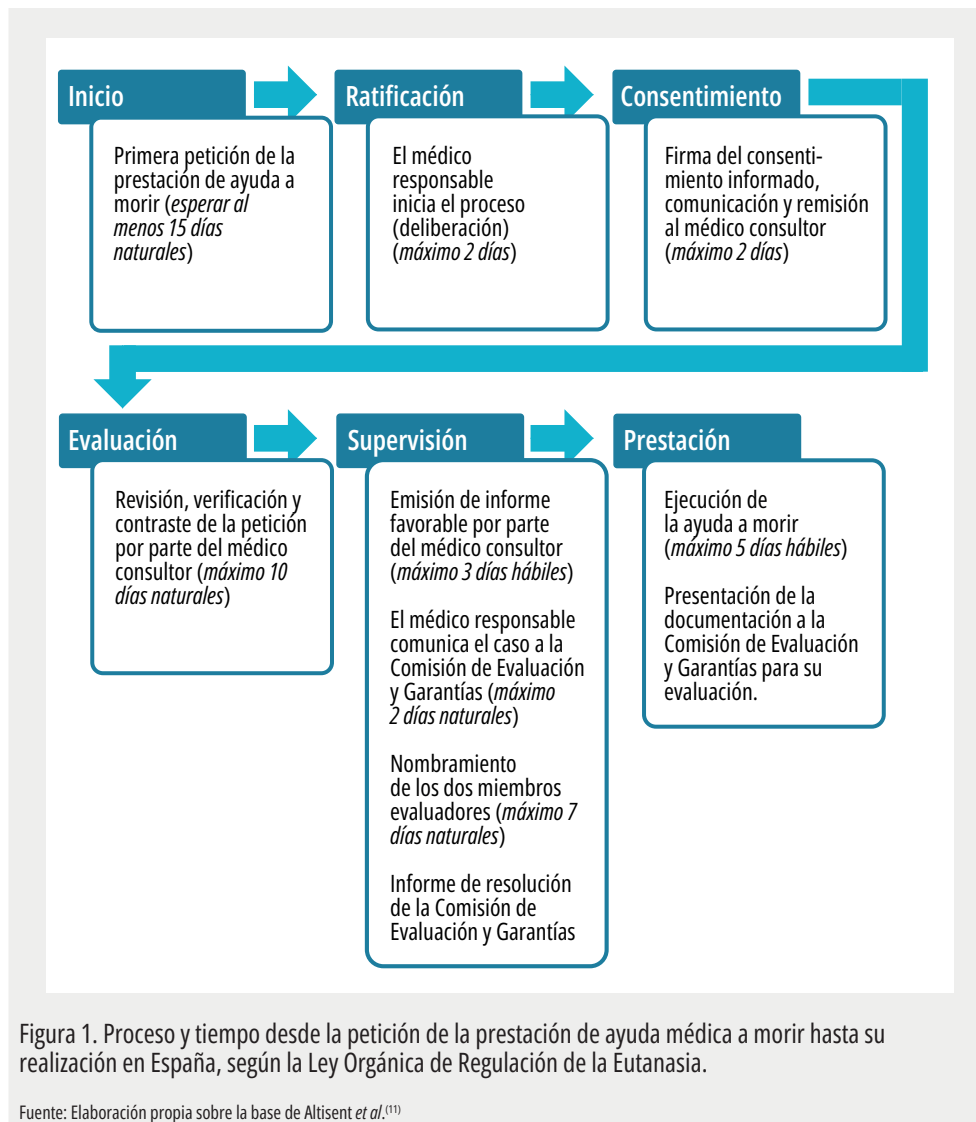 Inicio
Primera petición de la
prestación de ayuda a
morir (esperar al
menos 15 días
naturales)
Ratificación
El médico
responsable
inicia el proceso
(deliberación)
(máximo 2 días)
Consentimiento
Firma del consenti-
miento informado,
comunicación y remisión
al médico consultor
(máximo 2 días)
Evaluación
Revisión, verificación y
contraste de la petición
por parte del médico
consultor (máximo 10
días naturales)
Supervisión
Emisión de informe
favorable por parte
del médico consultor
(máximo 3 días hábiles)
El médico responsable
comunica el caso a la
Comisión de Evaluación
y Garantías (máximo
2 días naturales)
Nombramiento
de los dos miembros
evaluadores (máximo 7
días naturales)
Informe de resolución
de la Comisión de
Evaluación y Garantías
Prestación
Ejecución de
la ayuda a morir
(máximo 5 días hábiles)
Presentación de la
documentación a la
Comisión de Evaluación
y Garantías para su
evaluación.
Figura 1. Proceso y tiempo desde la petición de la prestación de ayuda médica a morir hasta su
realización en España, según la Ley Orgánica de Regulación de la Eutanasia.
Fuente: Elaboración propia sobre la base de Altisent et al.(11)